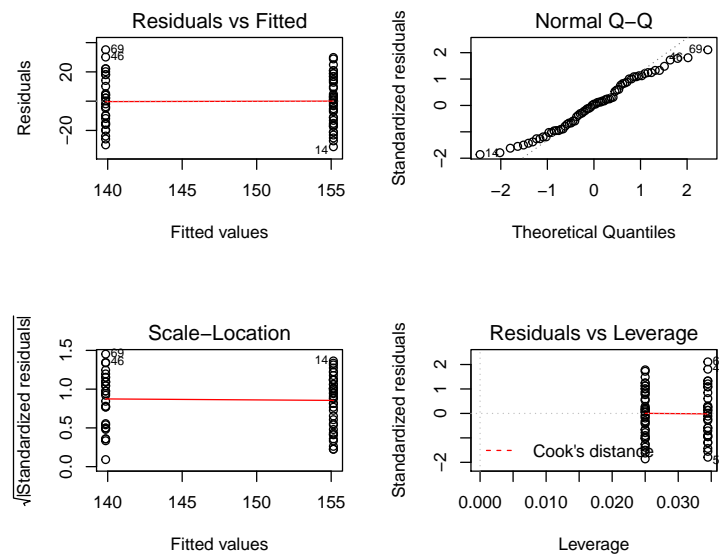 Residuals vs Fitted
Residuals
20
−20
69
46
14
140 145 150 155
Fitted values
Normal Q−Q
Standardized residuals
2
1
0
−2
46
69
14
−2 −1 0 1 2
Theoretical Quantiles
Scale−Location
√|Standardized residuals|
1.5
1.0
0.5
0.0
69
46
14
140 145 150 155
Fitted values
Residuals vs Leverage
Standardized residuals
2
1
0
−2
Cook's distance
0.000 0.010 0.020 0.030
Leverage